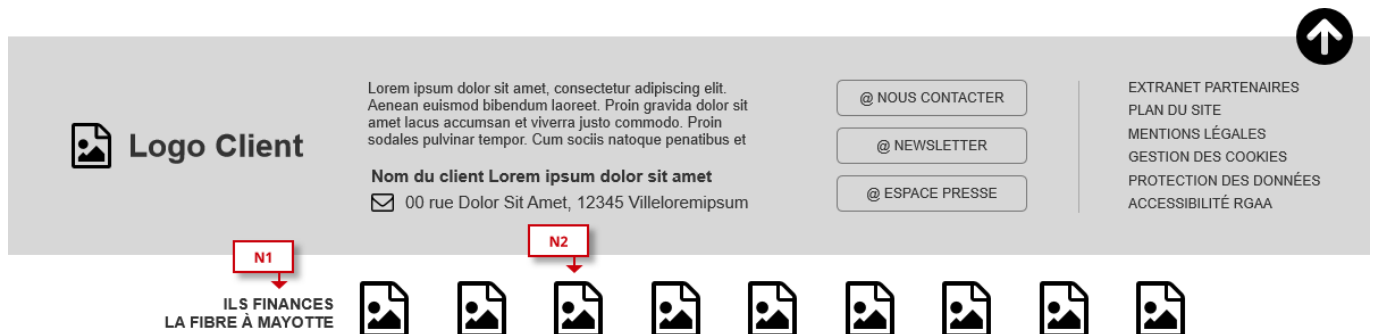 Logo Client
Lorem ipsum dolor sit amet, consectetur adipiscing elit.
Aenean euismod bibendum laoreet. Proin gravida dolor sit
amet lacus accumsan et viverra justo commodo. Proin
sodales pulvinar tempor. Cum sociis natoque penatibus et
Nom du client Lorem ipsum dolor sit amet
00 rue Dolor Sit Amet, 12345 Villeloremipsum
@ NOUS CONTACTER
@ NEWSLETTER
@ ESPACE PRESSE
EXTRANET PARTENAIRES
PLAN DU SITE
MENTIONS LÉGALES
GESTION DES COOKIES
PROTECTION DES DONNÉES
ACCESSIBILITÉ RGAA
N1
N2
ILS FINANCES
LA FIBRE À MAYOTTE